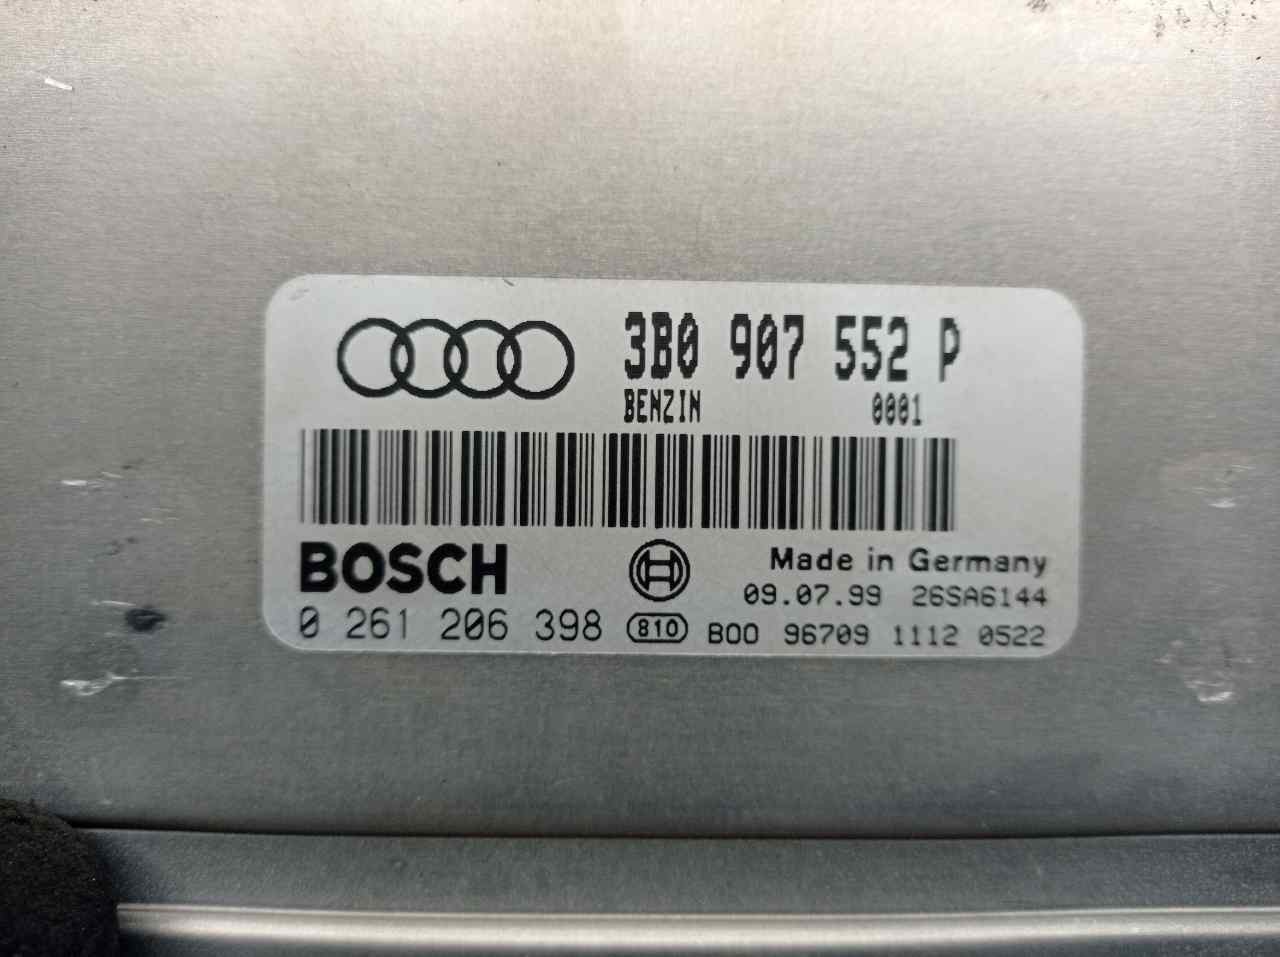 3B0 907 552 P
BENZIN 0001
BOSCH
Made in Germany
09.07.99 26SA6144
0 261 206 398 810 B00 96709 1112 0522